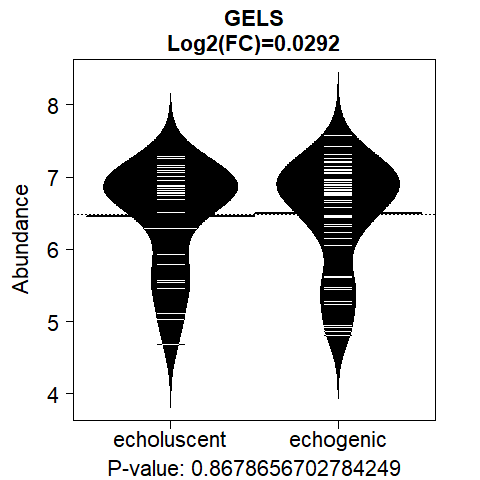 GELS
Log2(FC)=0.0292
Abundance
8
7
6
5
4
echoluscent echogenic
P-value: 0.8678656702784249